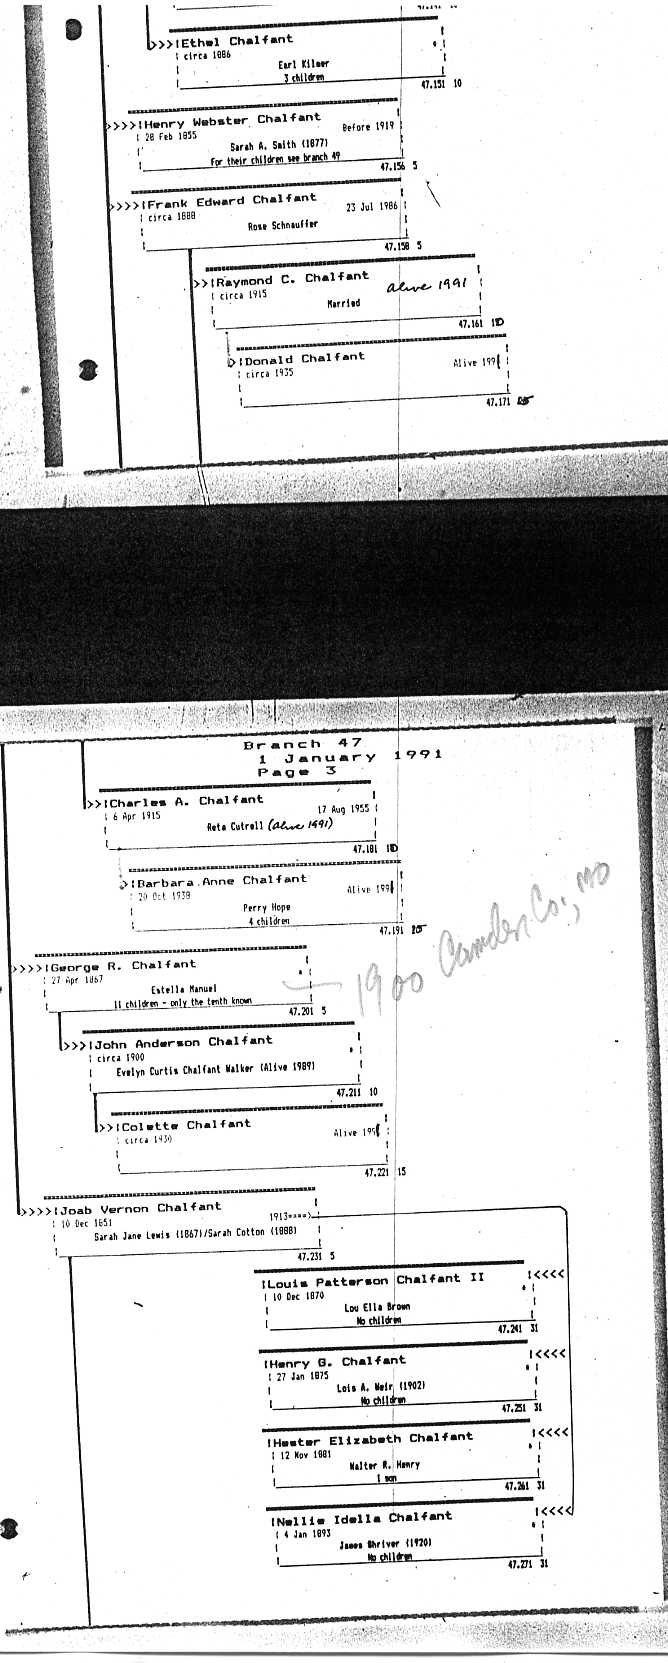 >>>|Ethel Chalfant
circa 1886
Earl Kilmer
3 children
47.151 10
>>>>|Henry Webster Chalfant
28 Feb 1855 Before 1919
Sarah A. Smith (1877)
For their children see branch 49
47.156 5
>>>>|Frank Edward Chalfant
circa 1888 23 Jul 1986
Rose Schnauffer
47.158 5
>>|Raymond C. Chalfant
circa 1915 alive 1991
Married
47.161
>|Donald Chalfant
circa 1935 Alive 1991
47.171
Branch 47
1 January 1991
Page 3
>>|Charles A. Chalfant
6 Apr 1915 17 Aug 1955
Reta Cutrell (alive 1991)
47.181
>|Barbara Anne Chalfant
20 Oct 1938 Alive 1991
Perry Hope
4 children
47.191
>>>>|George R. Chalfant
27 Apr 1867 *
Estella Manuel
11 children - only the tenth known
47.201 5
1900 Camden Co., MO
>>>|John Anderson Chalfant
circa 1900 *
Evelyn Curtis Chalfant Walker (Alive 1989)
47.211 10
>>|Colette Chalfant
circa 1930 Alive
47.221 15
>>>>|Joab Vernon Chalfant
10 Dec 1851 1913====>
Sarah Jane Lewis (1867)/Sarah Cotton (1888)
47.231 5
|Louis Patterson Chalfant II |<<<<
10 Dec 1870 *
Lou Ella Brown
No children
47.241 31
|Henry G. Chalfant |<<<<
27 Jan 1875 *
Lois A. Weir (1902)
No children
47.251 31
|Hester Elizabeth Chalfant |<<<<
12 Nov 1881 *
Walter R. Henry
1 son
47.261 31
|Nellie Idella Chalfant |<<<<
4 Jan 1893 *
James Shriver (1920)
No children
47.271 31